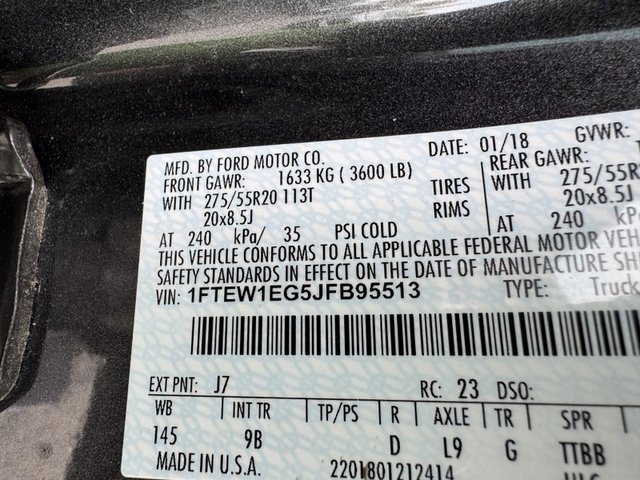 MFD. BY FORD MOTOR CO. DATE: 01/18 GVWR:
FRONT GAWR: 1633 KG ( 3600 LB) REAR GAWR:
WITH 275/55R20 113T TIRES WITH 275/55R
20x8.5J RIMS 20x8.5J
AT 240 kPa/ 35 PSI COLD AT 240
THIS VEHICLE CONFORMS TO ALL APPLICABLE FEDERAL MOTOR VEH
SAFETY STANDARDS IN EFFECT ON THE DATE OF MANUFACTURE SH
VIN: 1FTEW1EG5JFB95513 TYPE: Truck
EXT PNT: J7 RC: 23 DSO:
WB INT TR TP/PS R AXLE TR SPR
145 9B D L9 G TTBB
MADE IN U.S.A. 2201801212414